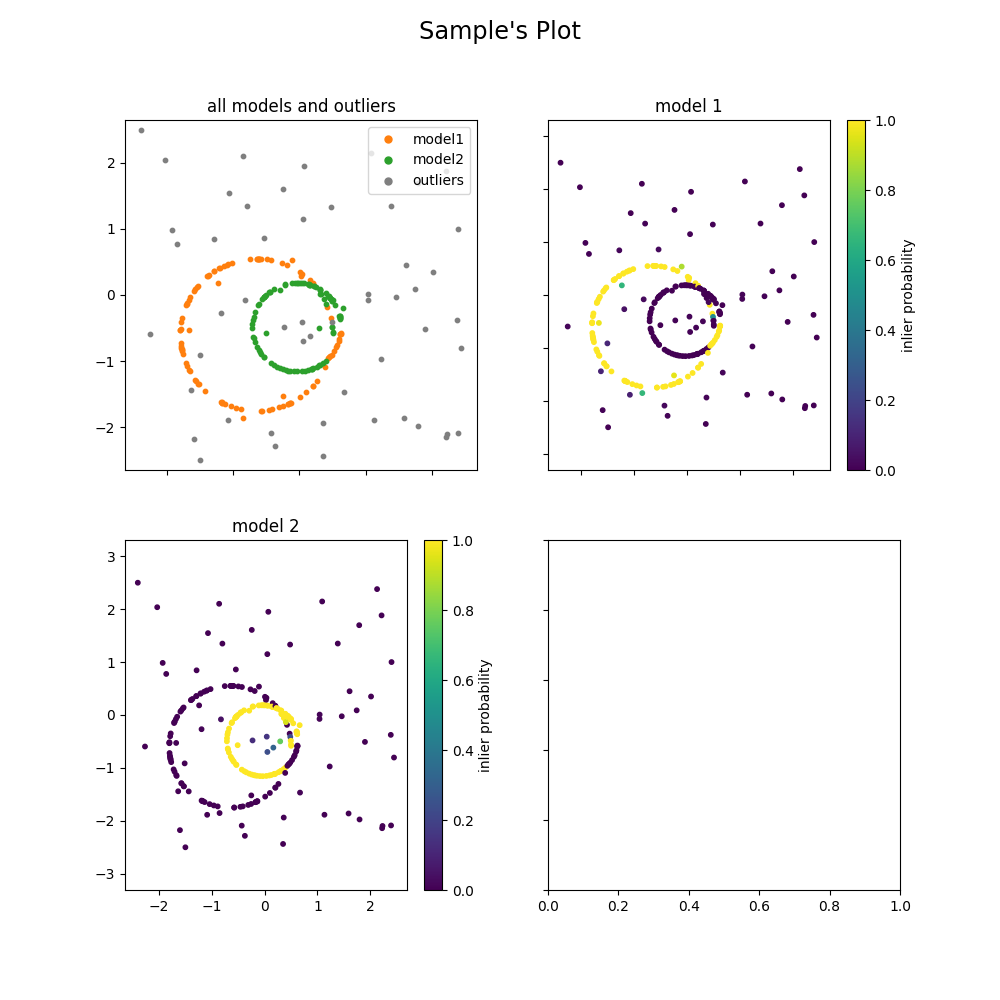 Sample's Plot
all models and outliers
model1
model2
outliers
2
1
0
−1
−2
model 1
1.0
0.8
0.6
0.4
0.2
0.0
inlier probability
model 2
3
2
1
0
−1
−2
−3
−2 −1 0 1 2
1.0
0.8
0.6
0.4
0.2
0.0
inlier probability
0.0 0.2 0.4 0.6 0.8 1.0